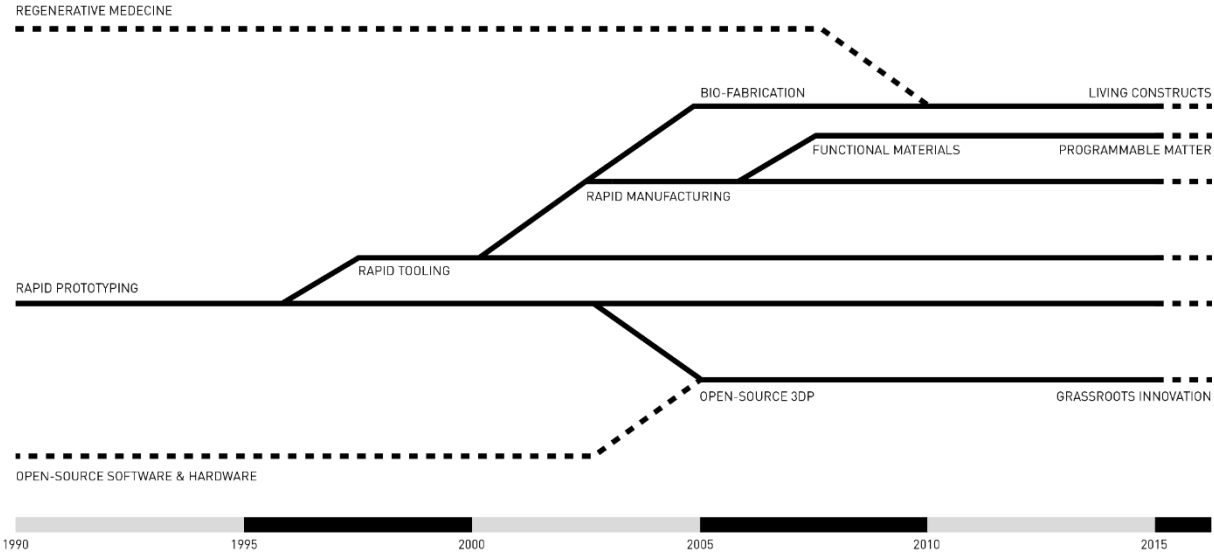 REGENERATIVE MEDECINE
BIO-FABRICATION
LIVING CONSTRUCTS
FUNCTIONAL MATERIALS
PROGRAMMABLE MATTER
RAPID MANUFACTURING
RAPID TOOLING
RAPID PROTOTYPING
OPEN-SOURCE 3DP
GRASSROOTS INNOVATION
OPEN-SOURCE SOFTWARE & HARDWARE
1990 1995 2000 2005 2010 2015